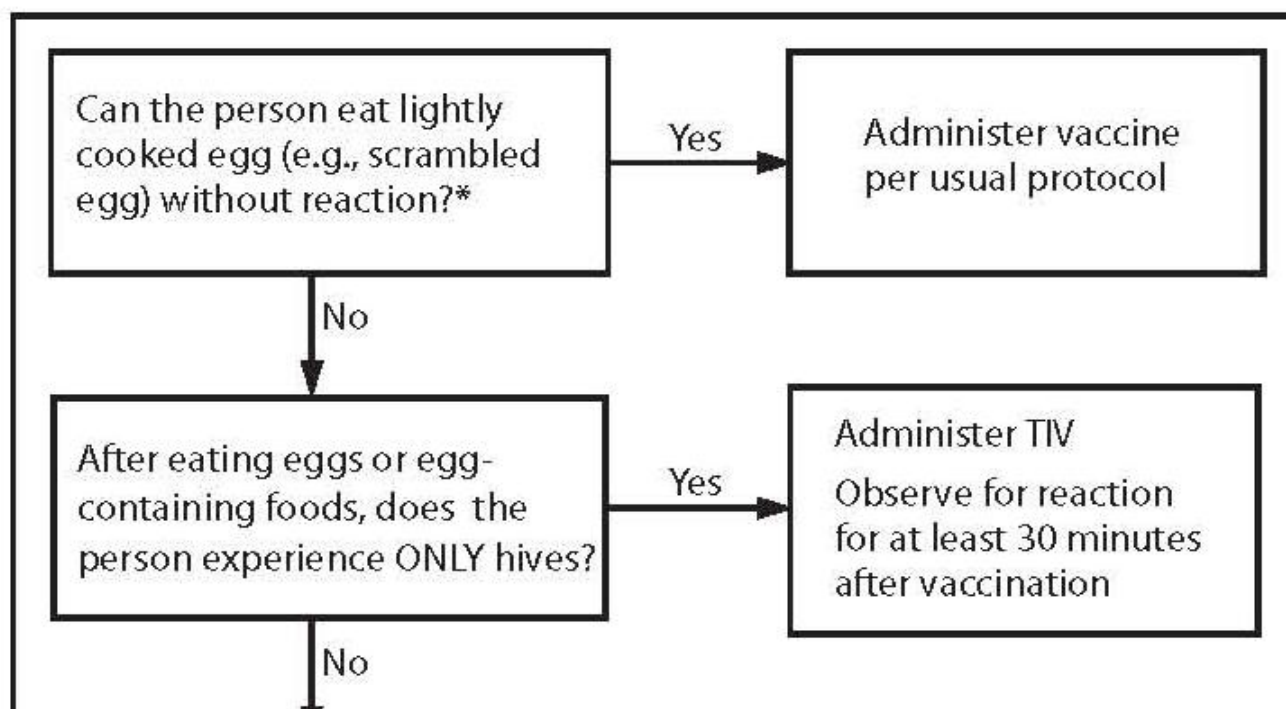 Can the person eat lightly
cooked egg (e.g., scrambled
egg) without reaction?*
Yes
Administer vaccine
per usual protocol
No
After eating eggs or egg-
containing foods, does the
person experience ONLY hives?
Yes
Administer TIV
Observe for reaction
for at least 30 minutes
after vaccination
No